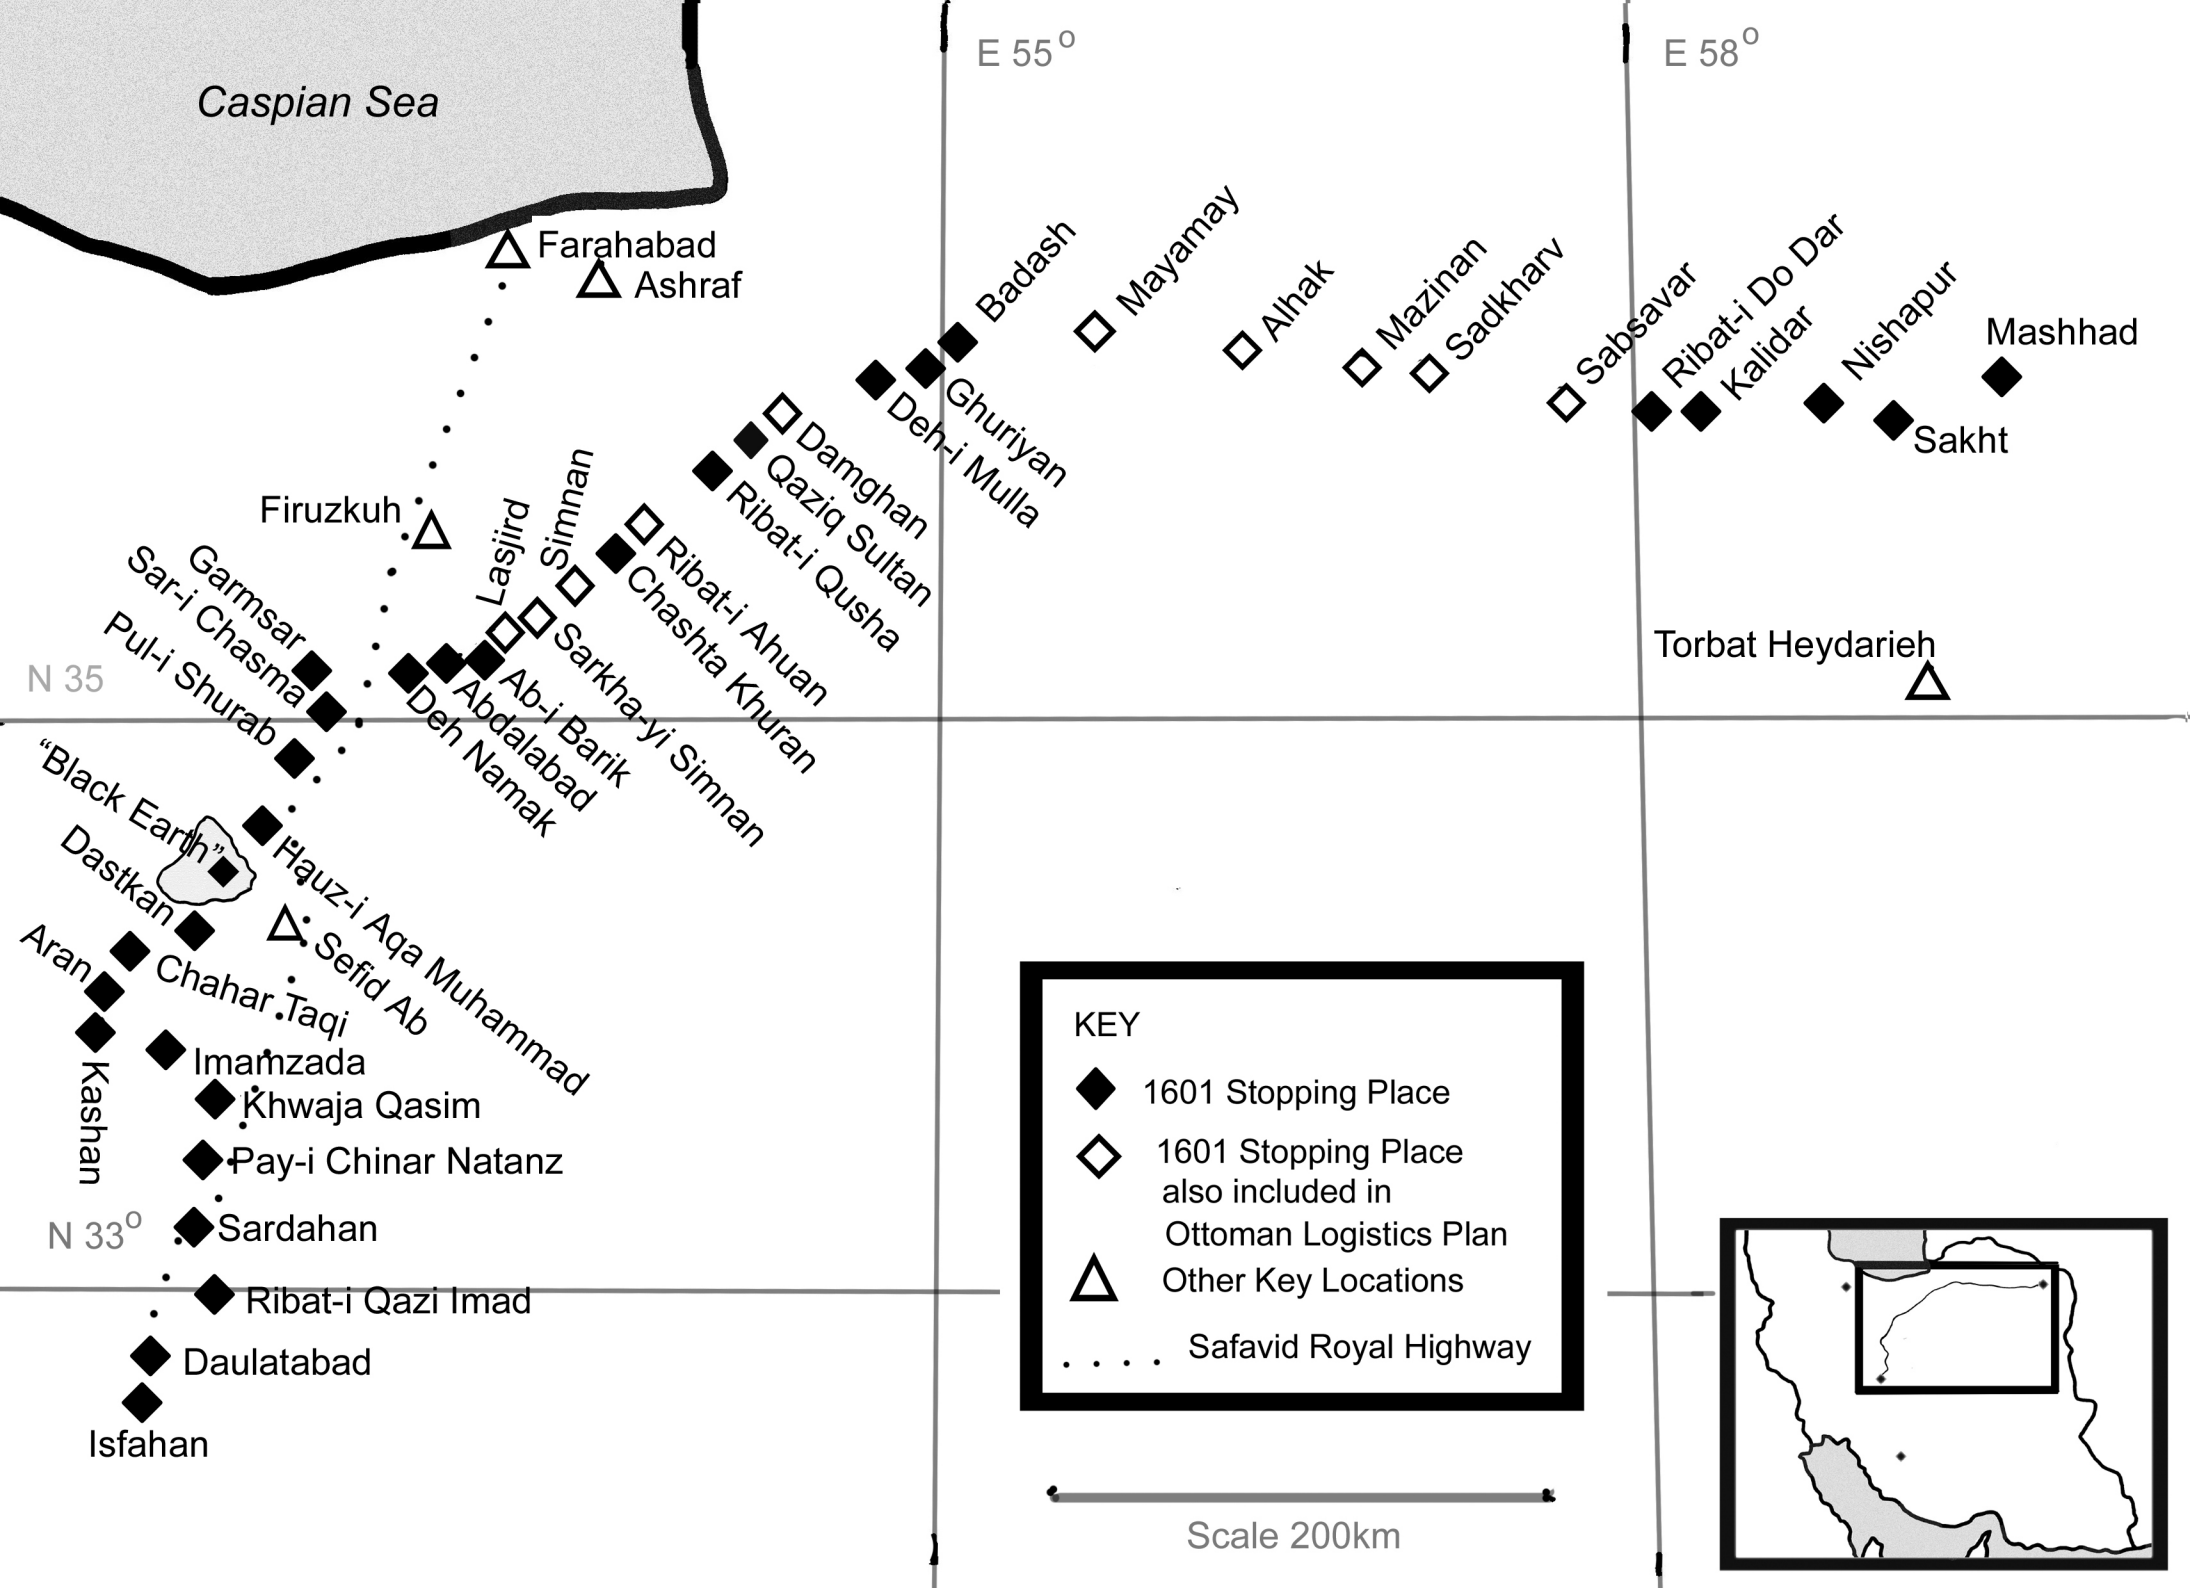 E 55°
E 58°
Caspian Sea
Farahabad
Ashraf
Badash
Mayamay
Alhak
Mazinan
Sadkharv
Sabsavar
Ribat-i Do Dar
Kalidar
Nishapur
Mashhad
Sakht
Ghuriyan
Deh-i Mulla
Damghan
Qaziq Sultan
Ribat-i Qusha
Firuzkuh
Lasjird
Simnan
Ribat-i Ahuan
Chashta Khuran
Garmsar
Sar-i Chasma
Pul-i Shurab
Sarkha-yi Simnan
Ab-i Barik
Abdalabad
Deh Namak
Torbat Heydarieh
N 35
“Black Earth”
Dastkan
Hauz-i Aqa Muhammad
Sefid Ab
Aran
Chahar Taqi
Kashan
Imamzada
Khwaja Qasim
Pay-i Chinar Natanz
N 33°
Sardahan
Ribat-i Qazi Imad
Daulatabad
Isfahan
KEY
1601 Stopping Place
1601 Stopping Place
also included in
Ottoman Logistics Plan
Other Key Locations
Safavid Royal Highway
Scale 200km